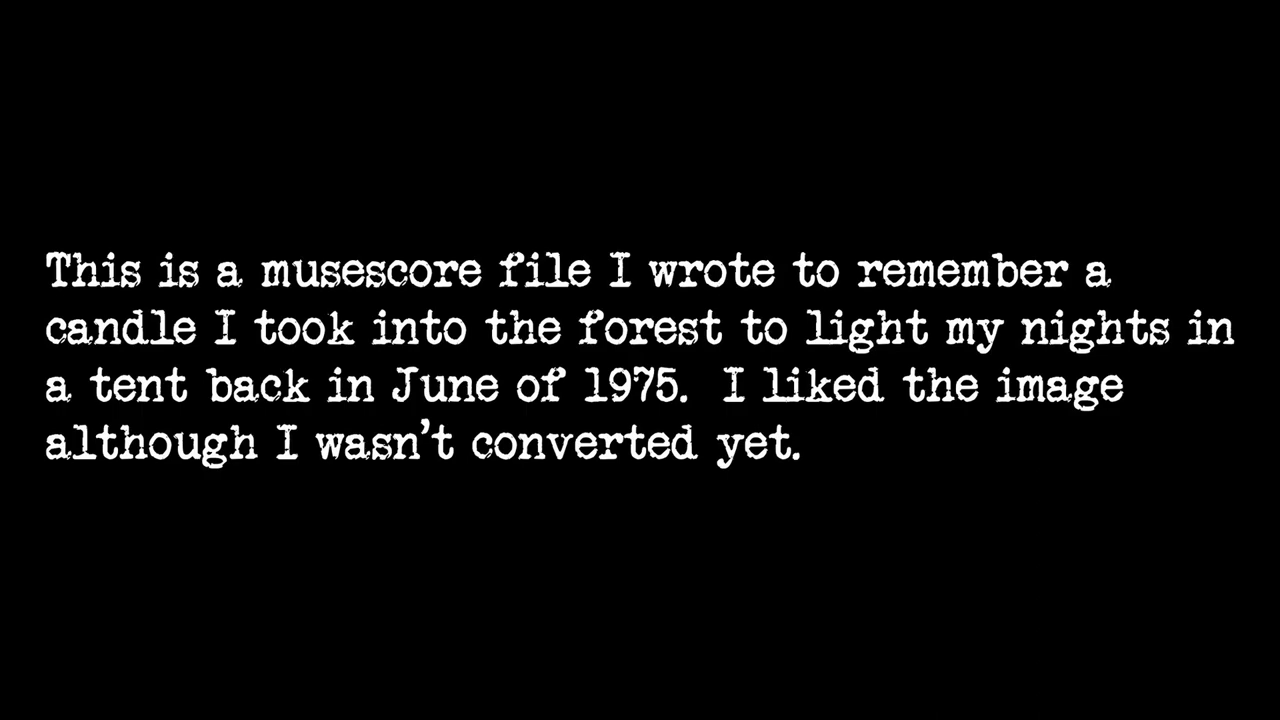 This is a musescore file I wrote to remember a
candle I took into the forest to light my nights in
a tent back in June of 1975.  I liked the image
although I wasn't converted yet.